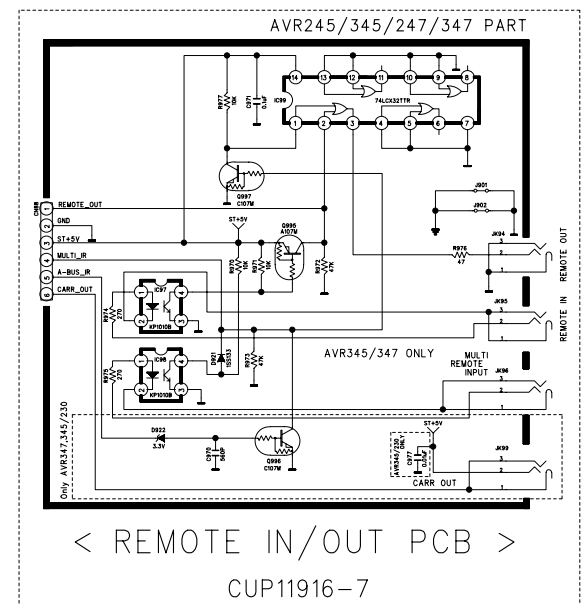 AVR245/345/247/347 PART
14 13 12 11 10 9 8
R977
10K
C971
0.1uF
IC99
74LCX32TTR
1 2 3 4 5 6 7
Q997
C107M
J901
J902
1 REMOTE_OUT
2 GND
3 ST+5V
4 MULTI_IR
5 A-BUS_IR
6 CARR_OUT
ST+5V
Q995
A107M
R970
10K
R971
10K
R972
47K
R976
47
JK94
3
2
1
REMOTE OUT
IC97
1 4
2 3
KP1010B
R974
270
JK95
3
2
1
REMOTE IN
D921
1SS133
R973
47K
AVR345/347 ONLY
IC98
1 4
2 3
KP1010B
R975
270
MULTI
REMOTE
INPUT
JK96
3
2
1
Only AVR347,345/230
D922
3.3V
C970
Q996
C107M
AVR345/230
ONLY
C977
ST+5V
CARR OUT
JK99
3
2
1
< REMOTE IN/OUT PCB >
CUP11916-7